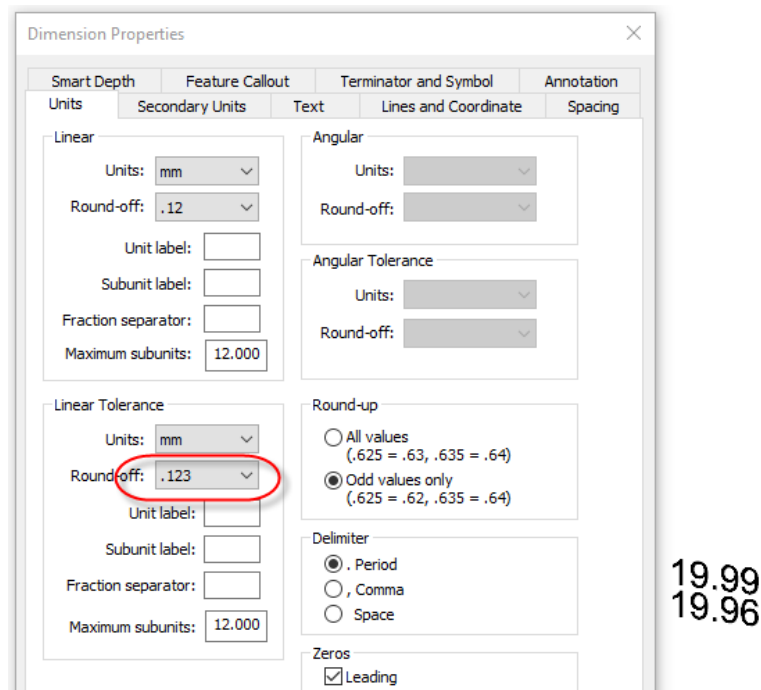 Dimension Properties
Smart Depth Feature Callout Terminator and Symbol Annotation
Units Secondary Units Text Lines and Coordinate Spacing
Linear
Units: mm
Round-off: .12
Unit label:
Subunit label:
Fraction separator:
Maximum subunits: 12.000
Linear Tolerance
Units: mm
Round-off: .123
Unit label:
Subunit label:
Fraction separator:
Maximum subunits: 12.000
Angular
Units:
Round-off:
Angular Tolerance
Units:
Round-off:
Round-up
All values
(.625 = .63, .635 = .64)
Odd values only
(.625 = .62, .635 = .64)
Delimiter
. Period
, Comma
Space
Zeros
Leading
19.99
19.96